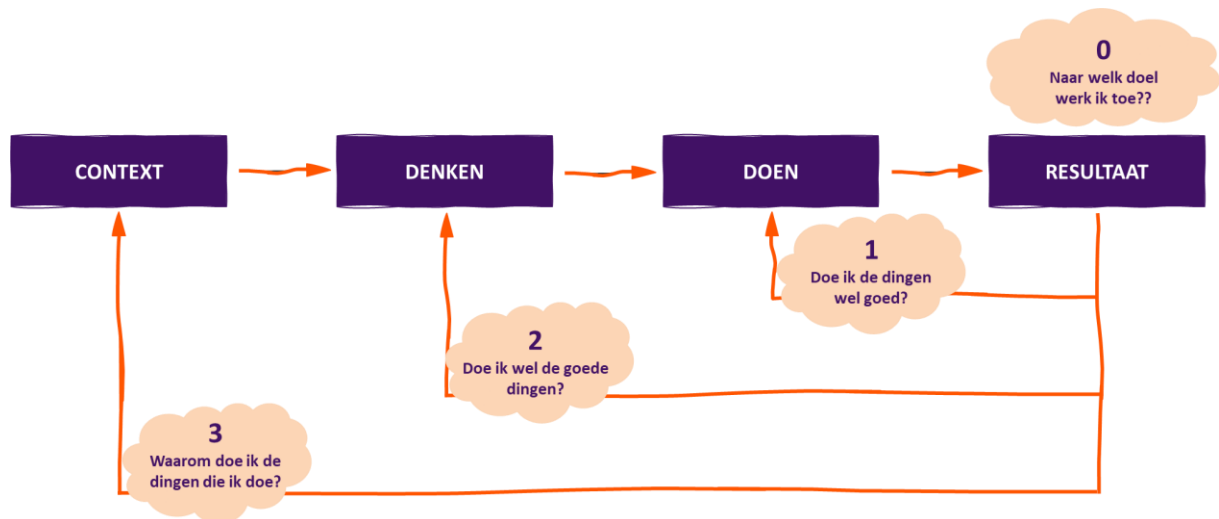 0
Naar welk doel
werk ik toe??
CONTEXT
DENKEN
DOEN
RESULTAAT
1
Doe ik de dingen
wel goed?
2
Doe ik wel de goede
dingen?
3
Waarom doe ik de
dingen die ik doe?